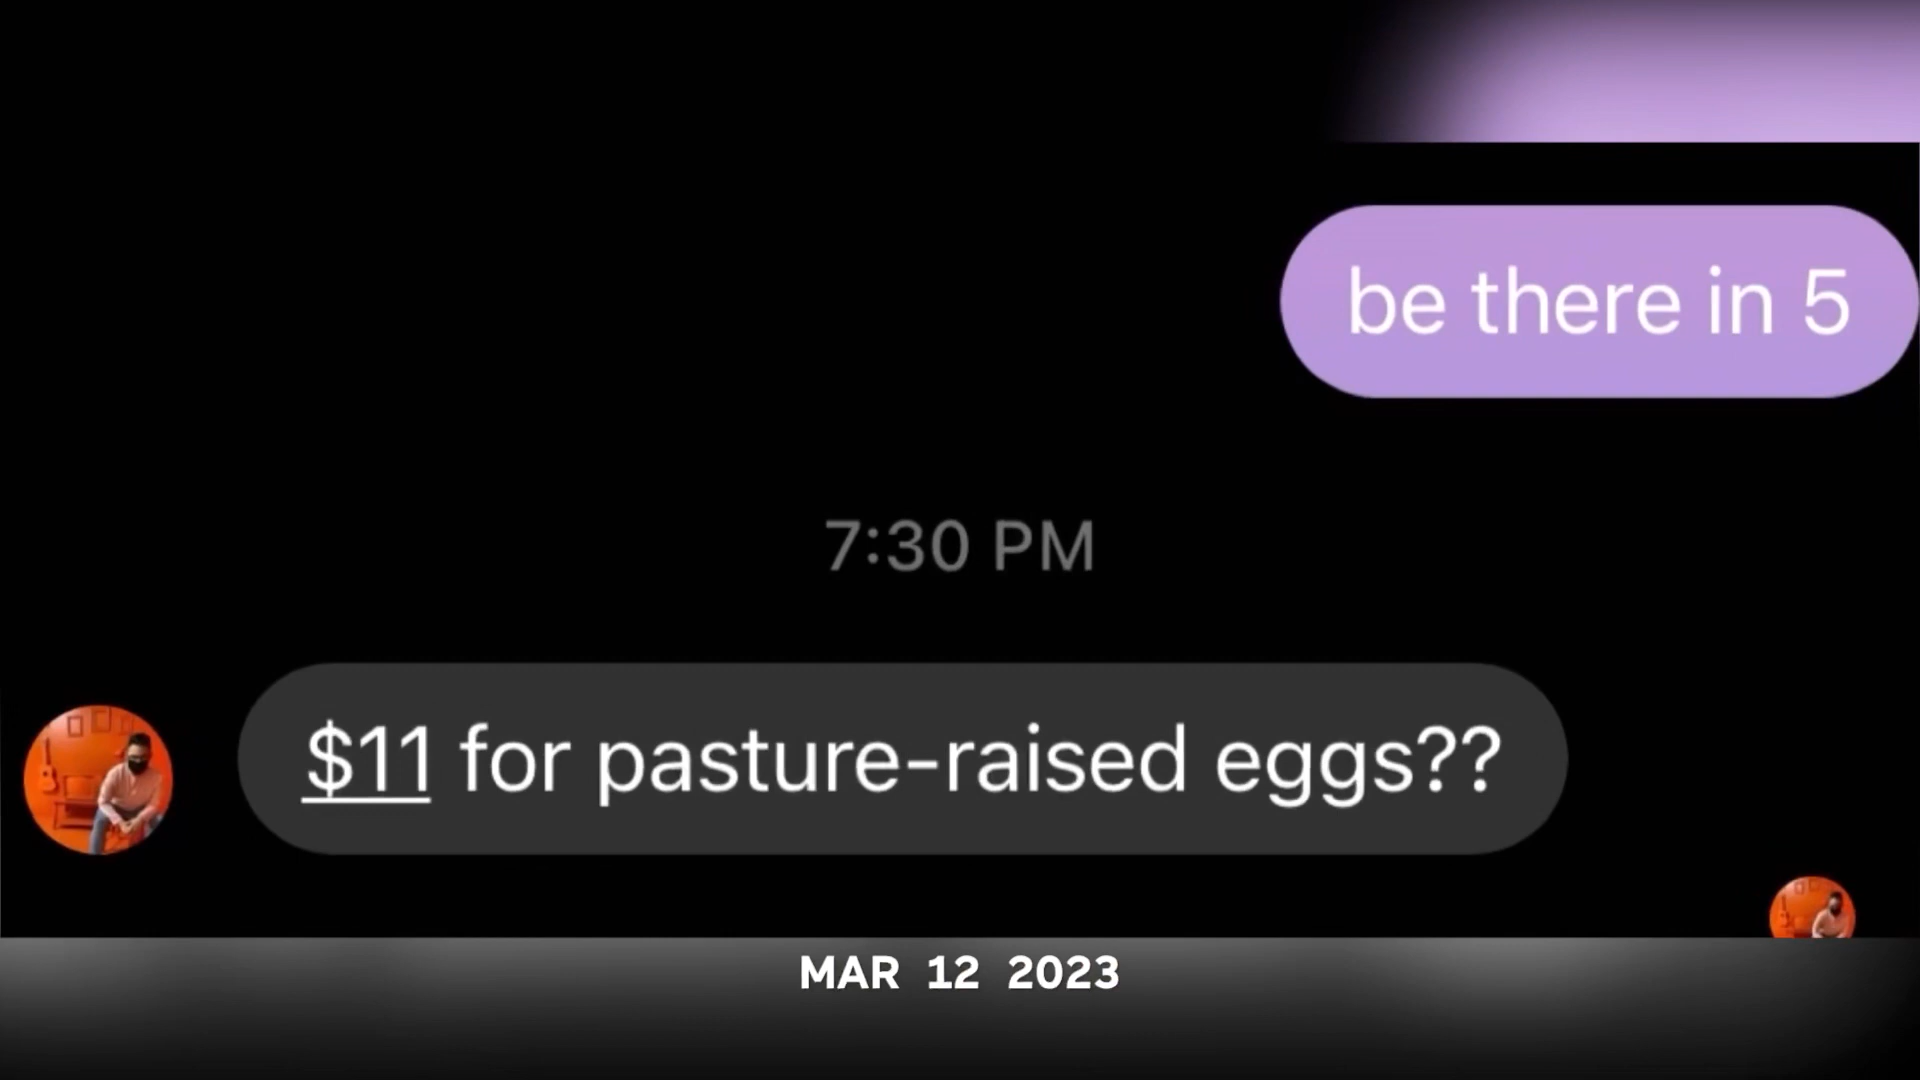 be there in 5
7:30 PM
$11 for pasture-raised eggs??
MAR 12 2023